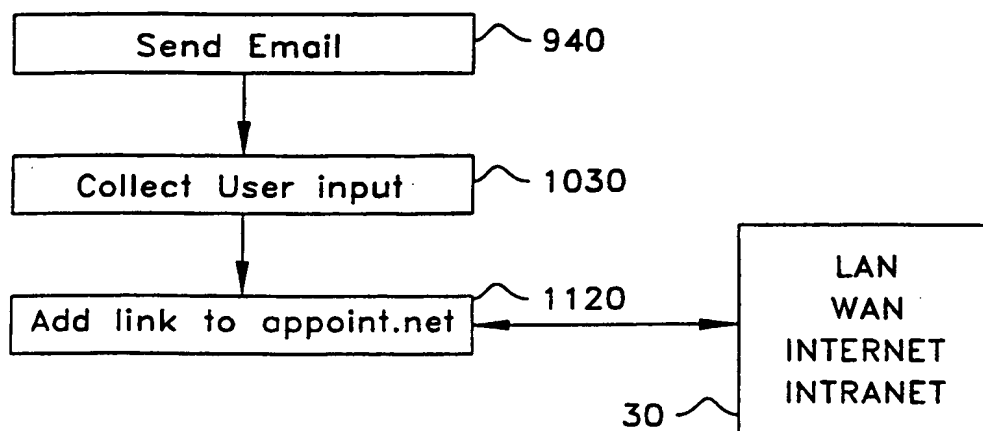 Send Email
940
Collect User input
1030
Add link to appoint.net
1120
LAN
WAN
INTERNET
INTRANET
30